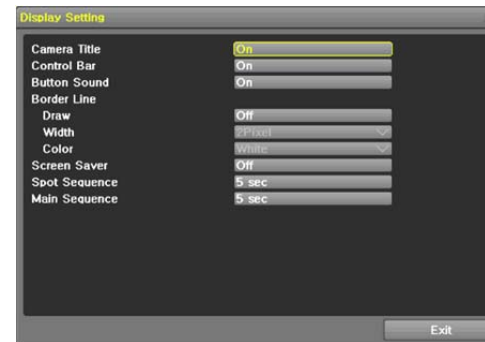 Display Setting
Camera Title On
Control Bar On
Button Sound On
Border Line
Draw Off
Width 2Pixel
Color White
Screen Saver Off
Spot Sequence 5 sec
Main Sequence 5 sec
Exit